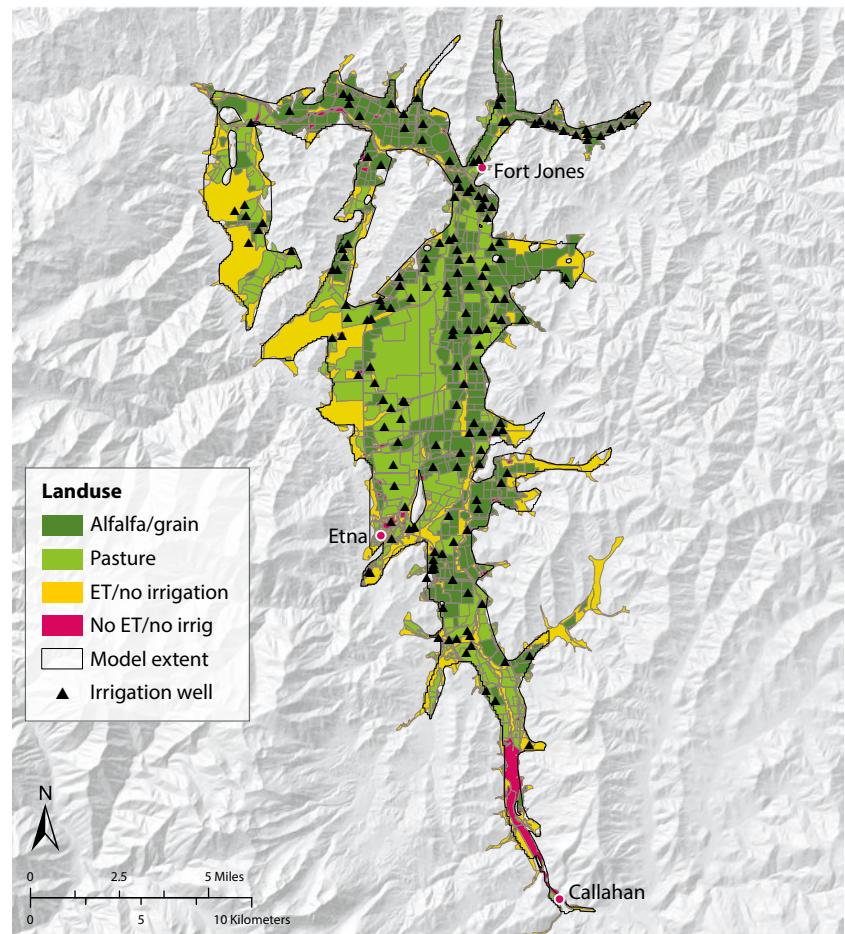 Fort Jones
Landuse
Alfalfa/grain
Pasture
ET/no irrigation
No ET/no irrig
Model extent
Irrigation well
Etna
N
0 2.5 5 Miles
0 5 10 Kilometers
Callahan